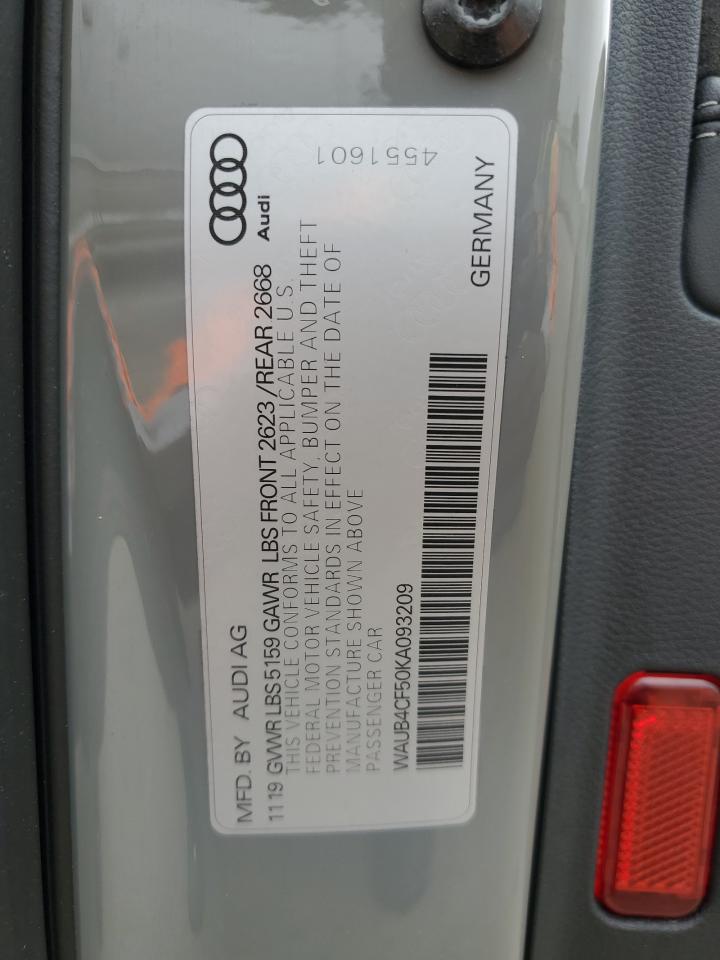 MFD. BY AUDI AG
Audi
11 19 GVWR LBS 5159 GAWR LBS FRONT 2623 /REAR 2668
THIS VEHICLE CONFORMS TO ALL APPLICABLE U.S.
FEDERAL MOTOR VEHICLE SAFETY, BUMPER AND THEFT
PREVENTION STANDARDS IN EFFECT ON THE DATE OF
MANUFACTURE SHOWN ABOVE
PASSENGER CAR
WAUB4CF50KA093209
4551601
GERMANY